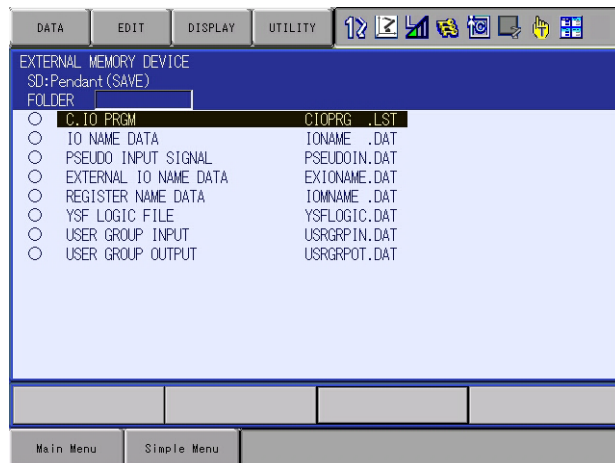 DATA EDIT DISPLAY UTILITY
EXTERNAL MEMORY DEVICE
SD:Pendant(SAVE)
FOLDER
C.IO PRGM CIOPRG .LST
IO NAME DATA IONAME .DAT
PSEUDO INPUT SIGNAL PSEUDOIN.DAT
EXTERNAL IO NAME DATA EXIONAME.DAT
REGISTER NAME DATA IOMNAME .DAT
YSF LOGIC FILE YSFLOGIC.DAT
USER GROUP INPUT USRGRPIN.DAT
USER GROUP OUTPUT USRGRPOT.DAT
Main Menu Simple Menu